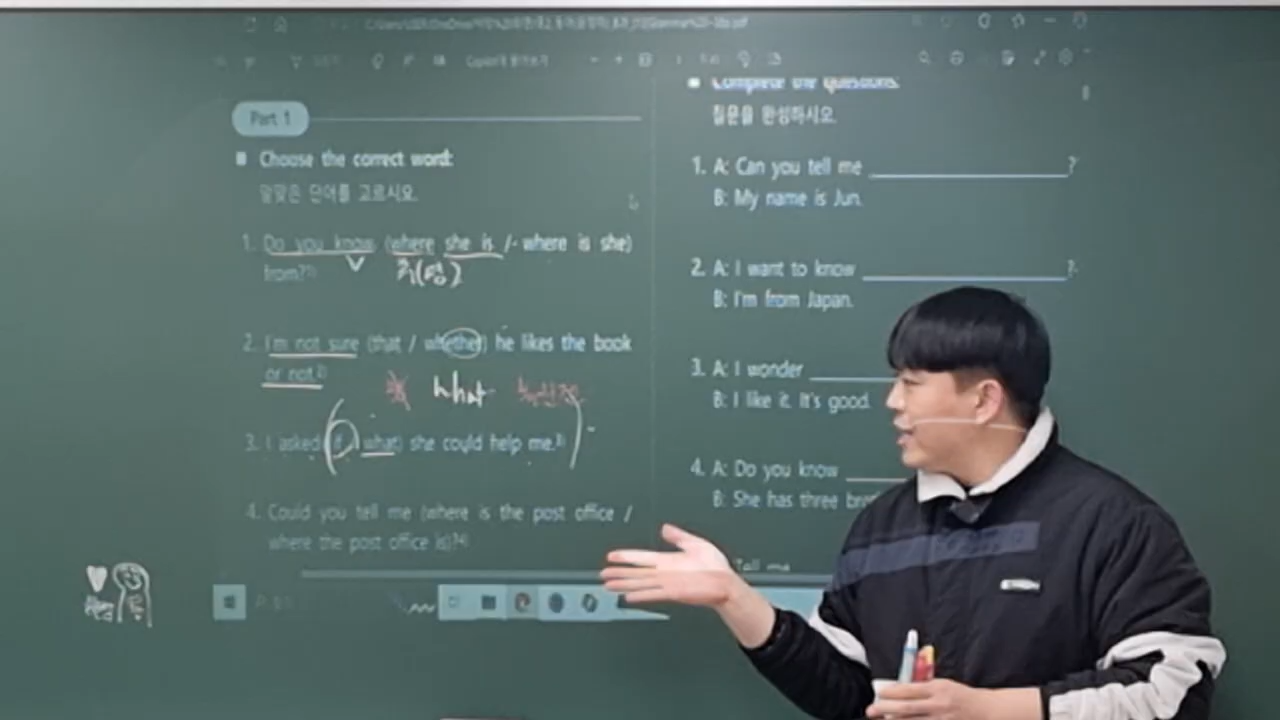 Part 1
Choose the correct word:
알맞은 단어를 고르시오.
1. Do you know (where she is / where is she)
from?
주(명)
2. I'm not sure (that / whether) he likes the book
or not.
what
3. I asked (if / what) she could help me.
4. Could you tell me (where is the post office /
where the post office is)?
Complete the questions.
질문을 완성하시오.
1. A: Can you tell me ?
B: My name is Jun.
2. A: I want to know ?
B: I'm from Japan.
3. A: I wonder
B: I like it. It's good.
4. A: Do you know
B: She has three
Tell me